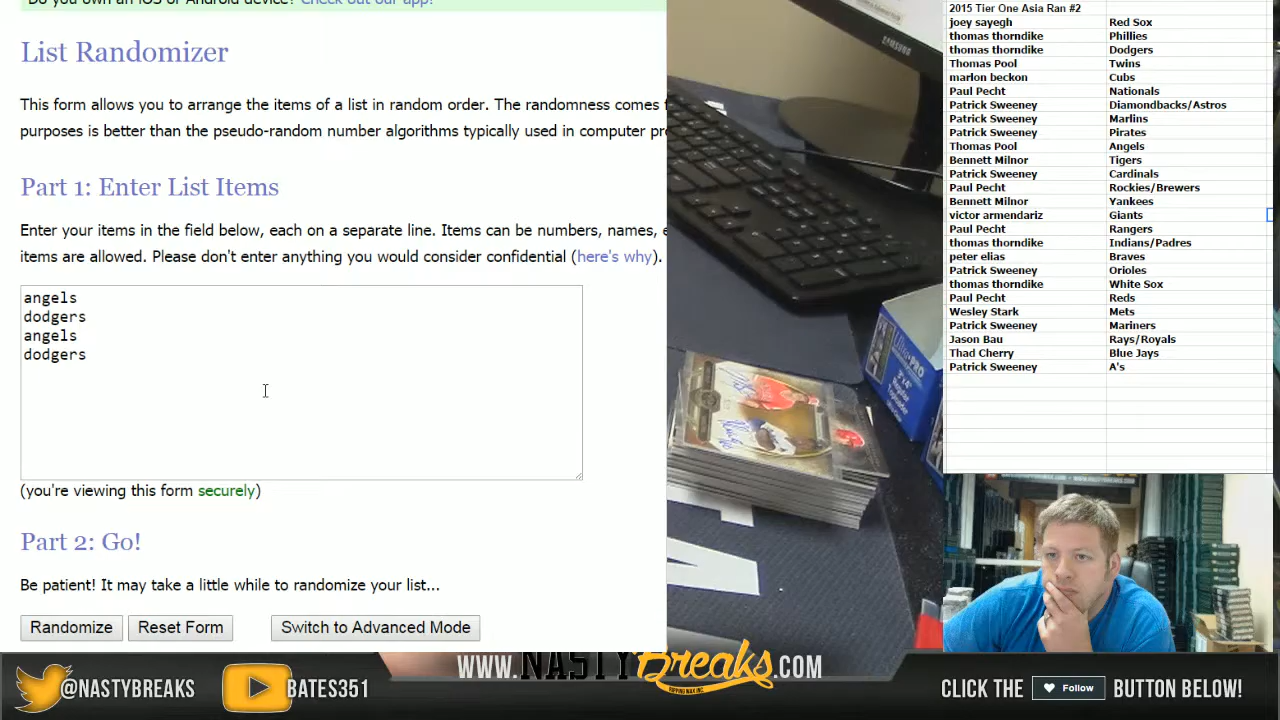 Do you own an iOS or Android device? Check out our app!
List Randomizer
This form allows you to arrange the items of a list in random order. The randomness comes f
purposes is better than the pseudo-random number algorithms typically used in computer pro
Part 1: Enter List Items
Enter your items in the field below, each on a separate line. Items can be numbers, names, e
items are allowed. Please don't enter anything you would consider confidential (here's why).
angels
dodgers
angels
dodgers
(you're viewing this form securely)
Part 2: Go!
Be patient! It may take a little while to randomize your list...
Randomize
Reset Form
Switch to Advanced Mode
SAMSUNG
2015 Tier One Asia Ran #2
joey sayegh Red Sox
thomas thorndike Phillies
thomas thorndike Dodgers
Thomas Pool Twins
marlon beckon Cubs
Paul Pecht Nationals
Patrick Sweeney Diamondbacks/Astros
Patrick Sweeney Marlins
Patrick Sweeney Pirates
Thomas Pool Angels
Bennett Milnor Tigers
Patrick Sweeney Cardinals
Paul Pecht Rockies/Brewers
Bennett Milnor Yankees
victor armendariz Giants
Paul Pecht Rangers
thomas thorndike Indians/Padres
peter elias Braves
Patrick Sweeney Orioles
thomas thorndike White Sox
Paul Pecht Reds
Wesley Stark Mets
Patrick Sweeney Mariners
Jason Bau Rays/Royals
Thad Cherry Blue Jays
Patrick Sweeney A's
@NASTYBREAKS
BATES351
WWW.NASTYBreaks.COM
CLICK THE Follow BUTTON BELOW!